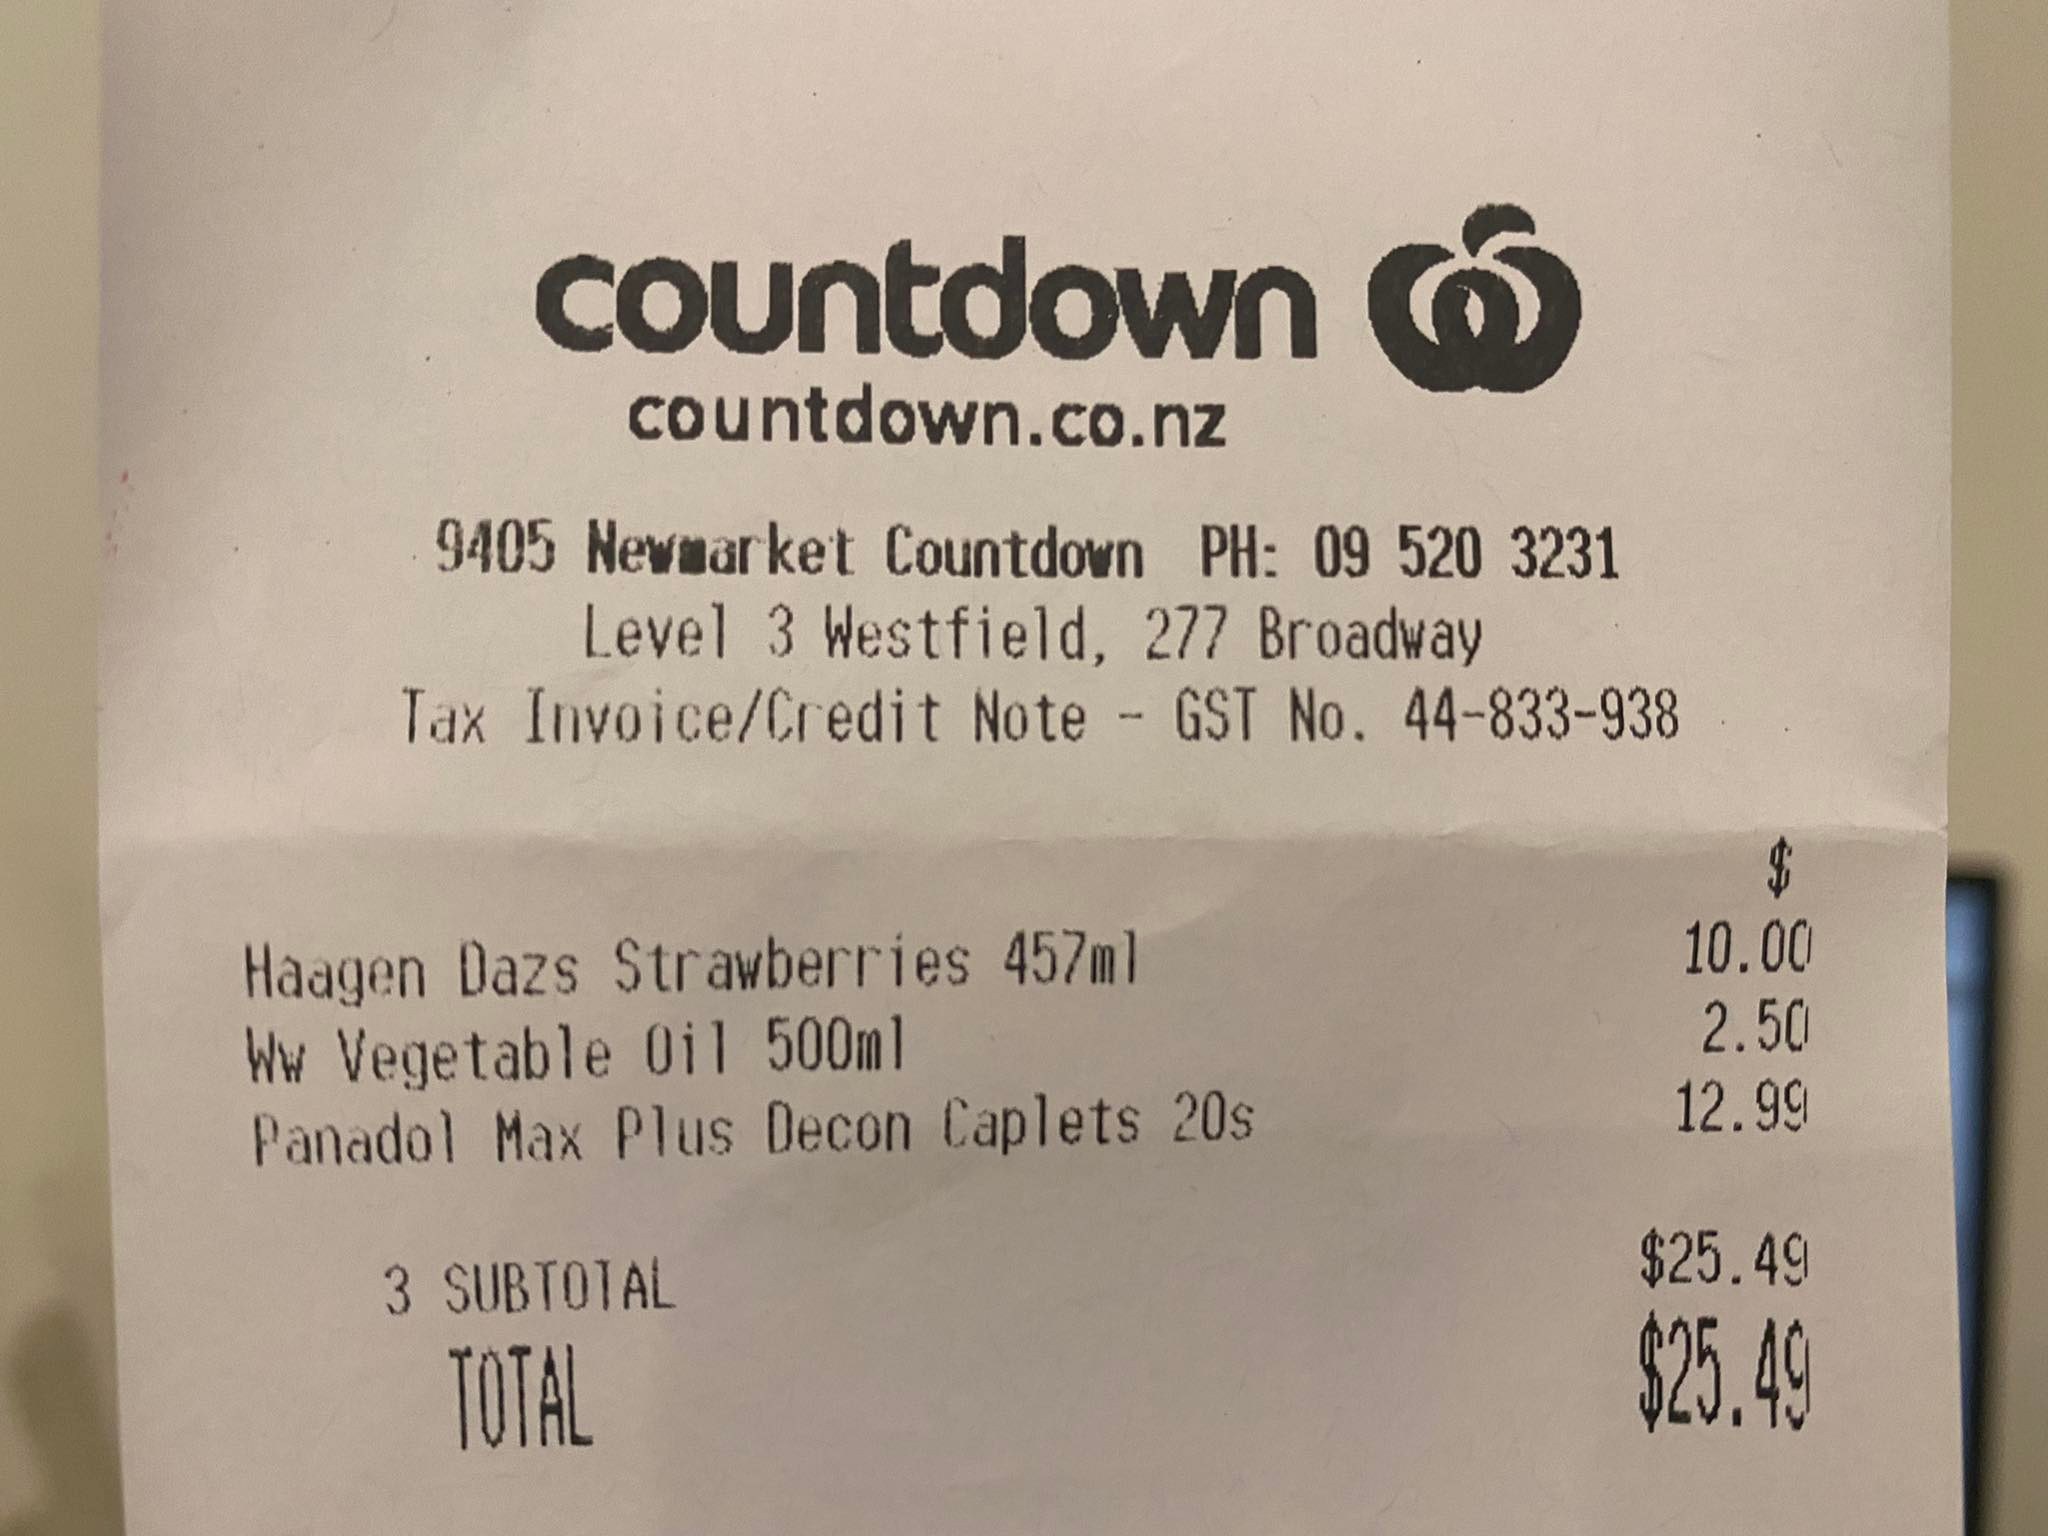 countdown
countdown.co.nz
9405 Newmarket Countdown PH: 09 520 3231
Level 3 Westfield, 277 Broadway
Tax Invoice/Credit Note - GST No. 44-833-938
$
Haagen Dazs Strawberries 457ml 10.00
Ww Vegetable Oil 500ml 2.50
Panadol Max Plus Decon Caplets 20s 12.99
3 SUBTOTAL $25.49
TOTAL $25.49